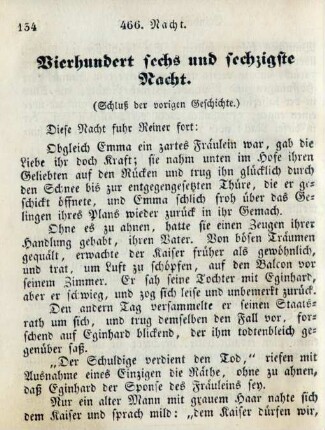 134 466. Nacht.
Vierhundert sechs und sechzigste
Nacht.
(Schluß der vorigen Geschichte.)
Diese Nacht fuhr Reiner fort:
Obgleich Emma ein zartes Fräulein war, gab die
Liebe ihr doch Kraft; sie nahm unten im Hofe ihren
Geliebten auf den Rücken und trug ihn glücklich durch
den Schnee bis zur entgegengesetzten Thüre, die er ge-
schickt öffnete, und Emma schlich froh über das Ge-
lingen ihres Plans wieder zurück in ihr Gemach.
Ohne es zu ahnen, hatte sie einen Zeugen ihrer
Handlung gehabt, ihren Vater. Von bösen Träumen
gequält, erwachte der Kaiser früher als gewöhnlich,
und trat, um Luft zu schöpfen, auf den Balcon vor
seinem Zimmer. Er sah seine Tochter mit Eginhard,
aber er schwieg, und zog sich leise und unbemerkt zurück.
Den andern Tag versammelte er seinen Staats-
rath um sich, und trug demselben den Fall vor, for-
schend auf Eginhard blickend, der ihm todtenbleich ge-
genüber saß.
„Der Schuldige verdient den Tod,“ riefen mit
Ausnahme eines Einzigen die Räthe, ohne zu ahnen,
daß Eginhard der Sponse des Fräuleins sey.
Nur ein alter Mann mit grauem Haar nahte sich
dem Kaiser und sprach mild: „dem Kaiser dürfen wir,